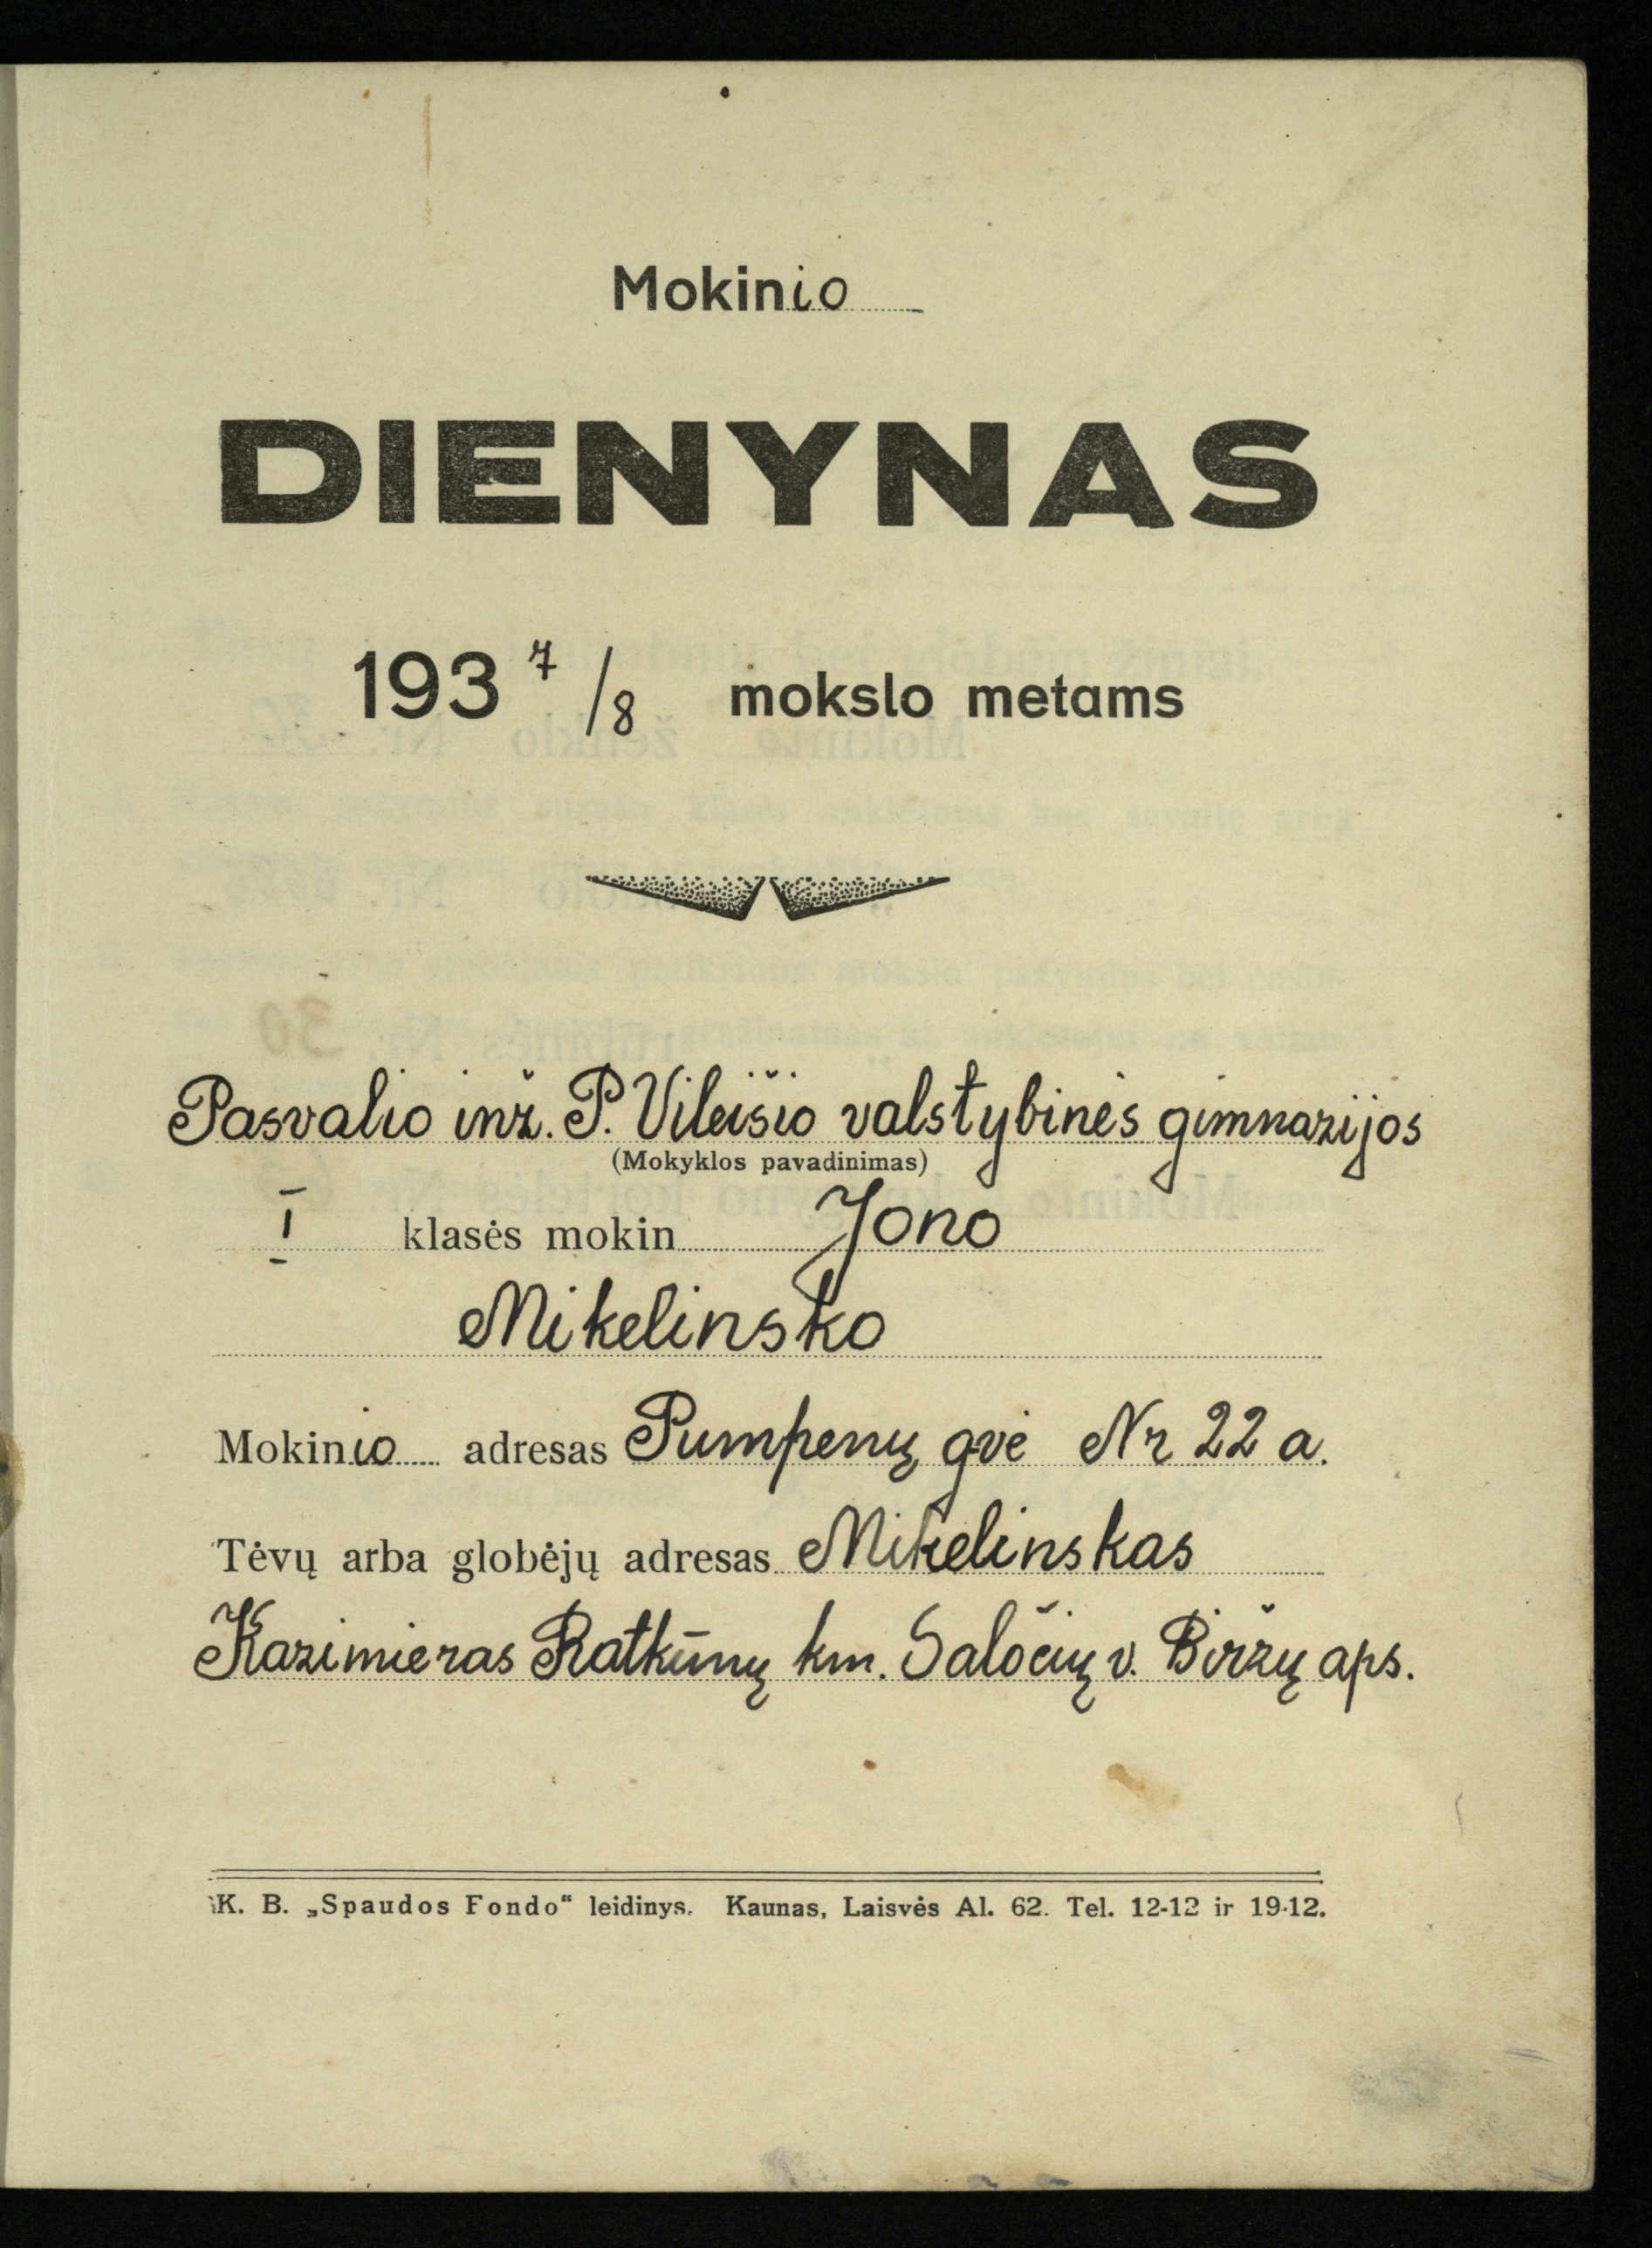 Mokinio
DIENYNAS
1937/8 mokslo metams
Pasvalio inž. P. Vileišio valstybinės gimnazijos
(Mokyklos pavadinimas)
I klasės mokin Jono
Mikelinsko
Mokinio adresas Pumpenų gvė Nr 22 a.
Tėvų arba globėjų adresas Mikelinskas
Kazimieras Ratkūnų km. Saločių v. Biržų aps.
K. B. „Spaudos Fondo“ leidinys. Kaunas, Laisvės Al. 62. Tel. 12-12 ir 19-12.